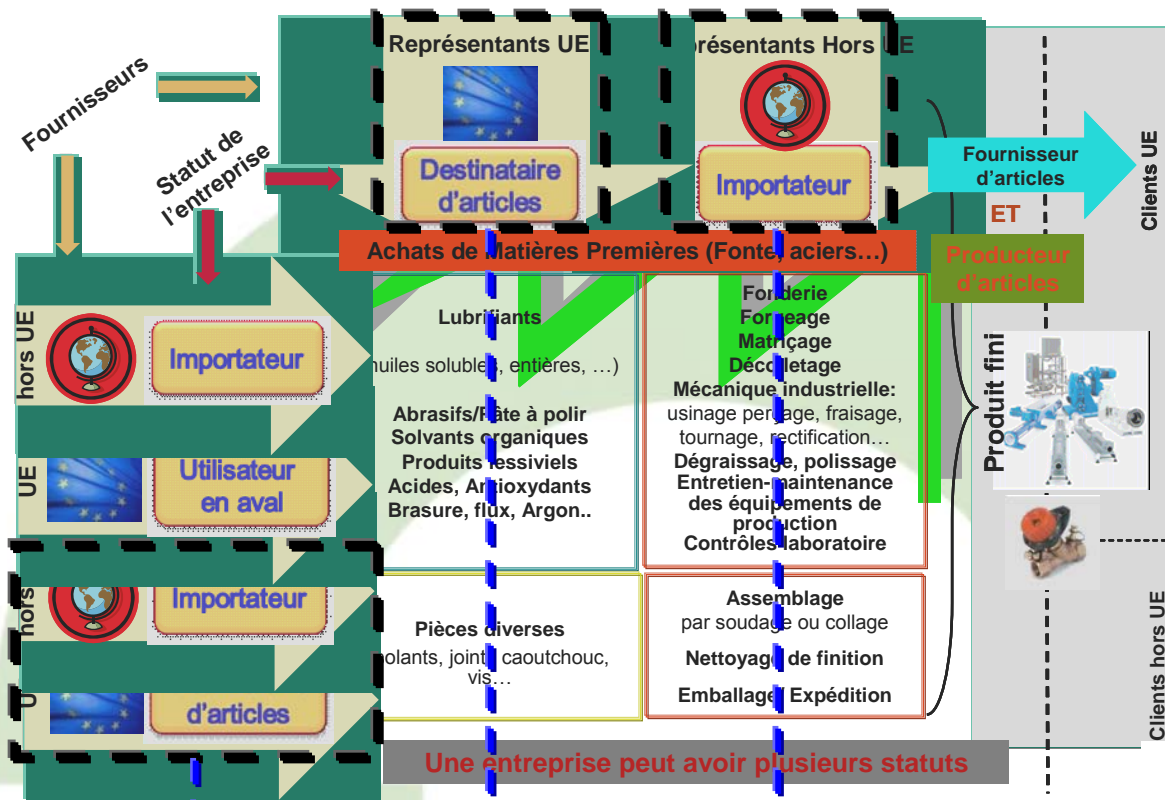 Représentants UE
présentants Hors UE
Fournisseurs
Statut de
l'entreprise
Destinataire
d'articles
Importateur
Fournisseur
d'articles
ET
Producteur
d'articles
Clients UE
Achats de Matières Premières (Fonte, aciers…)
hors UE
Importateur
Lubrifiants
huiles solubles, entières, …)
Abrasifs/Pâte à polir
Solvants organiques
Produits lessiviels
Acides, Antioxydants
Brasure, flux, Argon..
Fonderie
Forgeage
Matriçage
Décolletage
Mécanique industrielle:
usinage perçage, fraisage,
tournage, rectification…
Dégraissage, polissage
Entretien-maintenance
des équipements de
production
Contrôles laboratoire
Produit fini
UE
Utilisateur
en aval
hors
Importateur
Pièces diverses
olants, joints caoutchouc,
vis…
Assemblage
par soudage ou collage
Nettoyage de finition
Emballage/ Expédition
d'articles
Clients hors UE
Une entreprise peut avoir plusieurs statuts